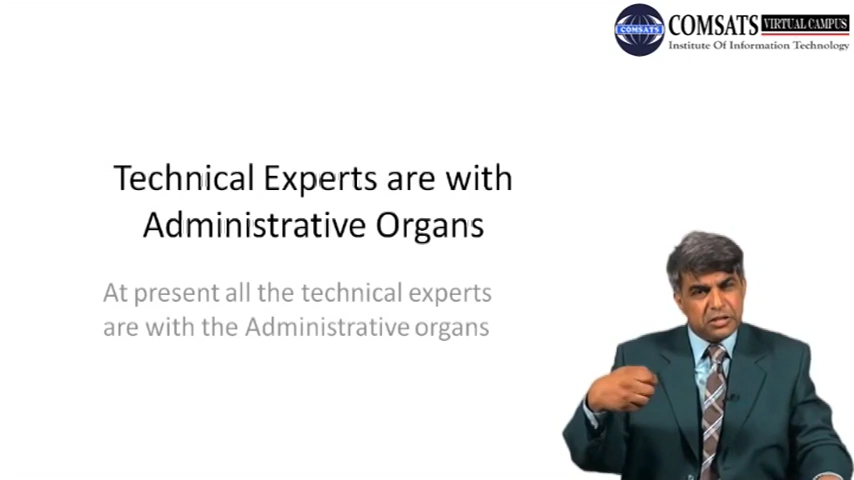 COMSATS VIRTUAL CAMPUS
COMSATS Institute Of Information Technology
Technical Experts are with
Administrative Organs
At present all the technical experts
are with the Administrative organs